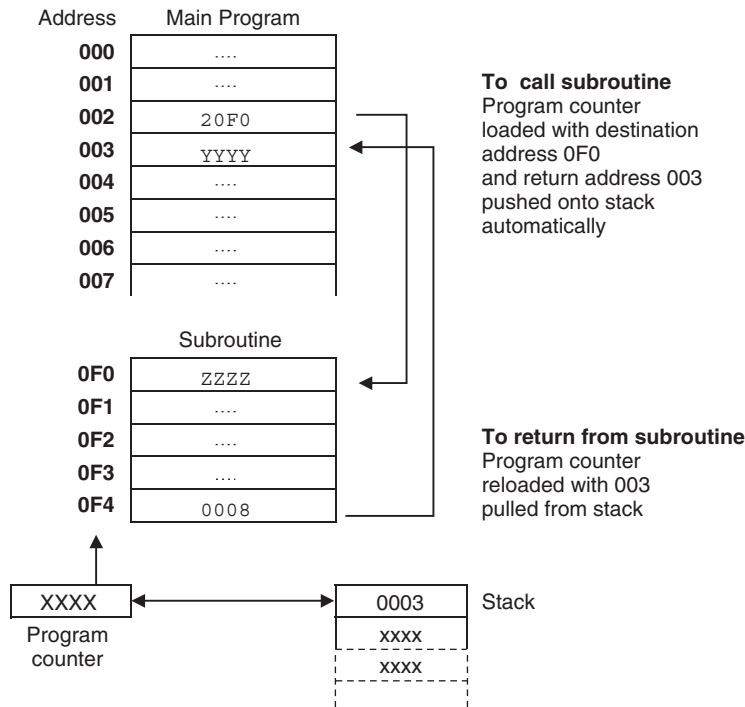 Address Main Program
000 ....
001 ....
002 20F0
003 YYYY
004 ....
005 ....
006 ....
007 ....
To call subroutine
Program counter
loaded with destination
address 0F0
and return address 003
pushed onto stack
automatically
Subroutine
0F0 ZZZZ
0F1 ....
0F2 ....
0F3 ....
0F4 0008
To return from subroutine
Program counter
reloaded with 003
pulled from stack
XXXX
Program
counter
0003 Stack
xxxx
xxxx